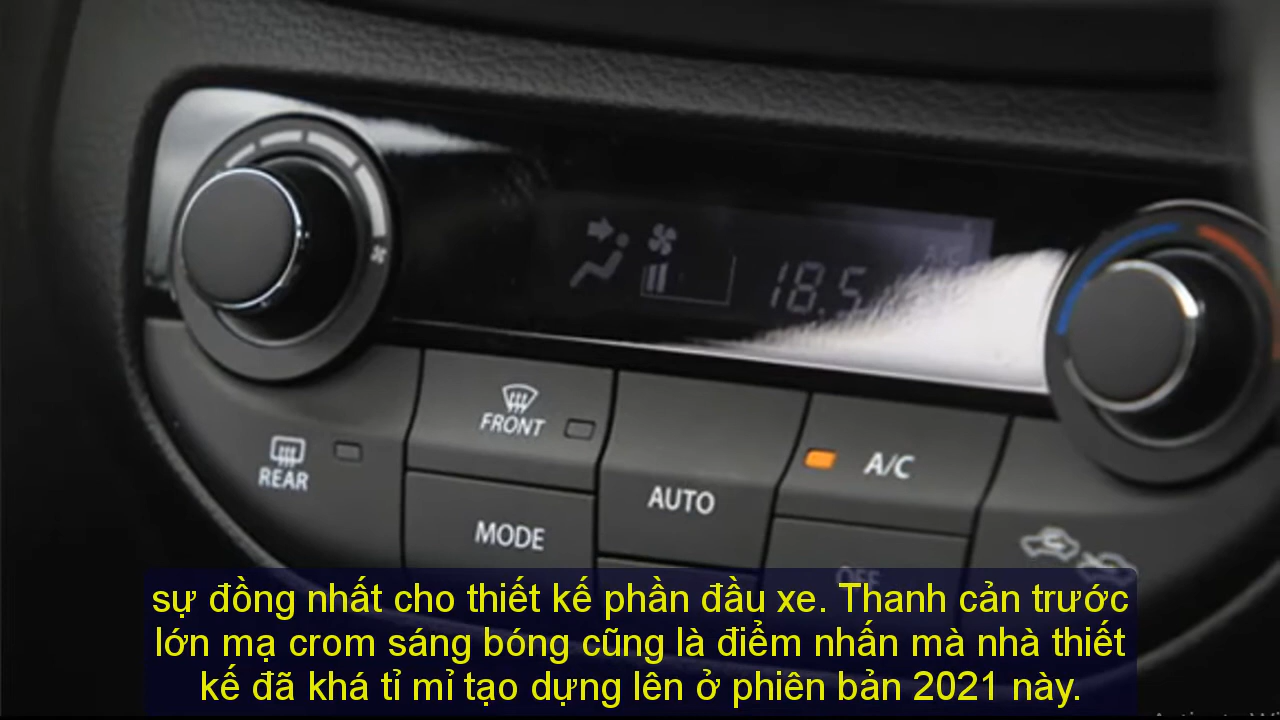 A/C
18.5
FRONT
REAR
AUTO
A/C
MODE
OFF
sự đồng nhất cho thiết kế phần đầu xe. Thanh cản trước
lớn mạ crom sáng bóng cũng là điểm nhấn mà nhà thiết
kế đã khá tỉ mỉ tạo dựng lên ở phiên bản 2021 này.